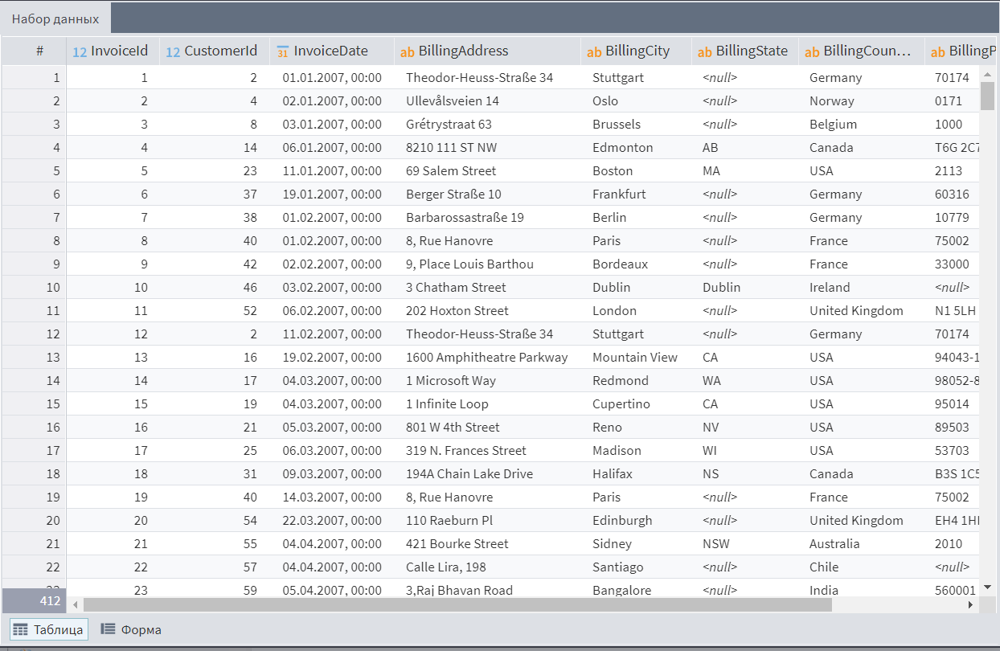 Набор данных
# 12 InvoiceId 12 CustomerId 31 InvoiceDate ab BillingAddress ab BillingCity ab BillingState ab BillingCoun... ab BillingP
1 1 2 01.01.2007, 00:00 Theodor-Heuss-Straße 34 Stuttgart <null> Germany 70174
2 2 4 02.01.2007, 00:00 Ullevålsveien 14 Oslo <null> Norway 0171
3 3 8 03.01.2007, 00:00 Grétrystraat 63 Brussels <null> Belgium 1000
4 4 14 06.01.2007, 00:00 8210 111 ST NW Edmonton AB Canada T6G 2C7
5 5 23 11.01.2007, 00:00 69 Salem Street Boston MA USA 2113
6 6 37 19.01.2007, 00:00 Berger Straße 10 Frankfurt <null> Germany 60316
7 7 38 01.02.2007, 00:00 Barbarossastraße 19 Berlin <null> Germany 10779
8 8 40 01.02.2007, 00:00 8, Rue Hanovre Paris <null> France 75002
9 9 42 02.02.2007, 00:00 9, Place Louis Barthou Bordeaux <null> France 33000
10 10 46 03.02.2007, 00:00 3 Chatham Street Dublin Dublin Ireland <null>
11 11 52 06.02.2007, 00:00 202 Hoxton Street London <null> United Kingdom N1 5LH
12 12 2 11.02.2007, 00:00 Theodor-Heuss-Straße 34 Stuttgart <null> Germany 70174
13 13 16 19.02.2007, 00:00 1600 Amphitheatre Parkway Mountain View CA USA 94043-1
14 14 17 04.03.2007, 00:00 1 Microsoft Way Redmond WA USA 98052-8
15 15 19 04.03.2007, 00:00 1 Infinite Loop Cupertino CA USA 95014
16 16 21 05.03.2007, 00:00 801 W 4th Street Reno NV USA 89503
17 17 25 06.03.2007, 00:00 319 N. Frances Street Madison WI USA 53703
18 18 31 09.03.2007, 00:00 194A Chain Lake Drive Halifax NS Canada B3S 1C5
19 19 40 14.03.2007, 00:00 8, Rue Hanovre Paris <null> France 75002
20 20 54 22.03.2007, 00:00 110 Raeburn Pl Edinburgh <null> United Kingdom EH4 1H
21 21 55 04.04.2007, 00:00 421 Bourke Street Sidney NSW Australia 2010
22 22 57 04.04.2007, 00:00 Calle Lira, 198 Santiago <null> Chile <null>
23 59 05.04.2007, 00:00 3,Raj Bhavan Road Bangalore <null> India 560001
412
Таблица Форма